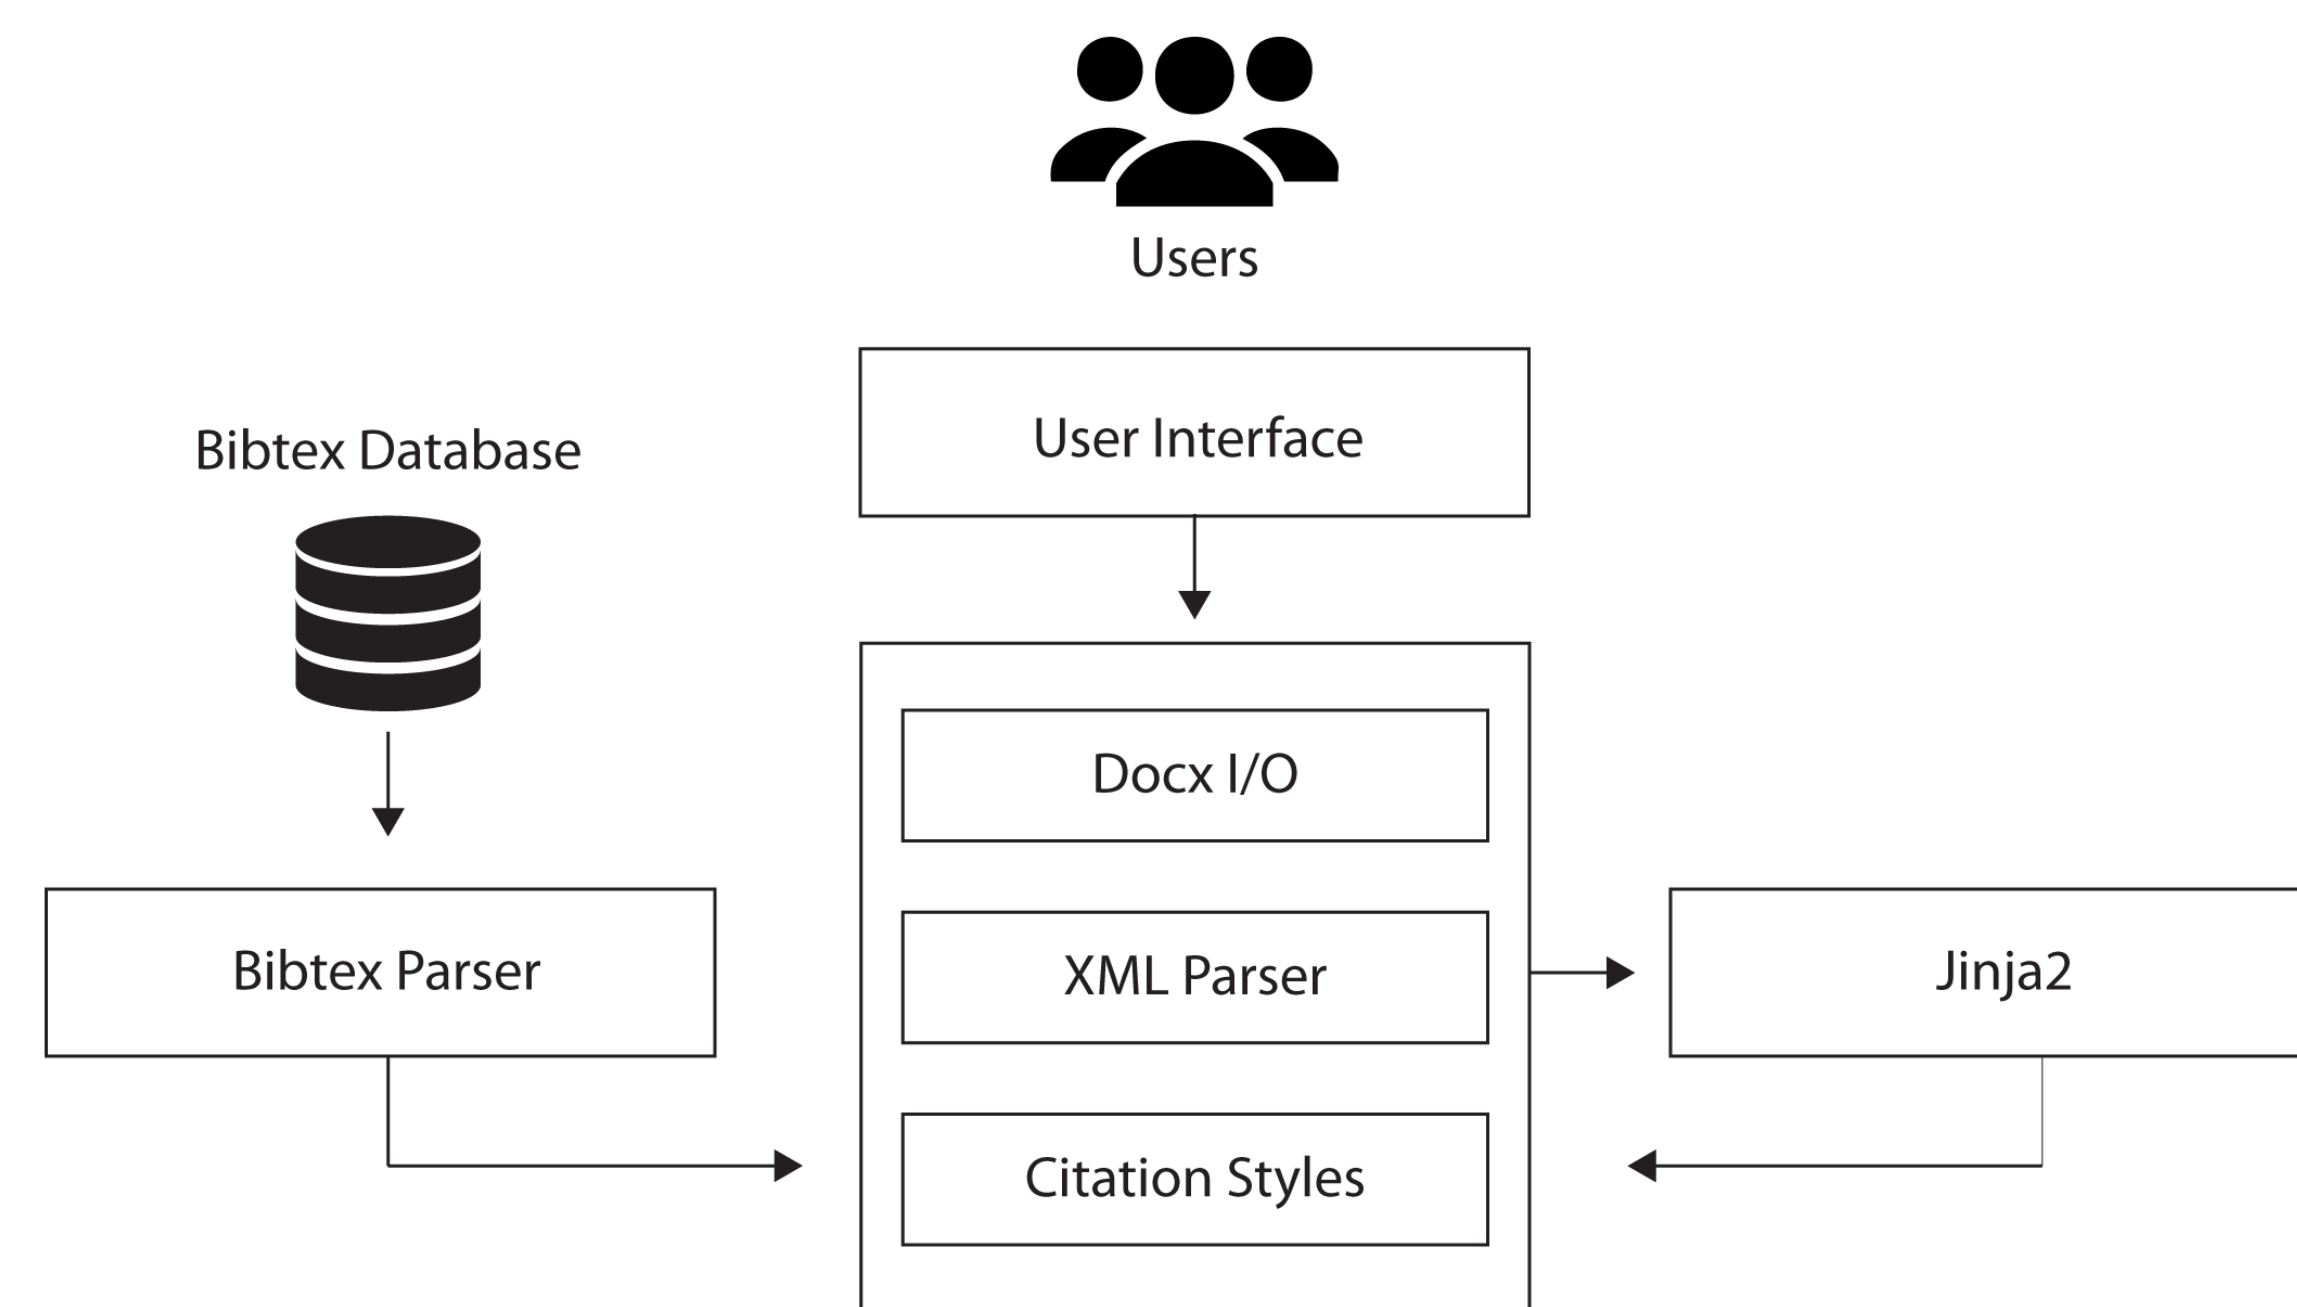 Users
User Interface
Bibtex Database
Docx I/O
Bibtex Parser
XML Parser
Jinja2
Citation Styles